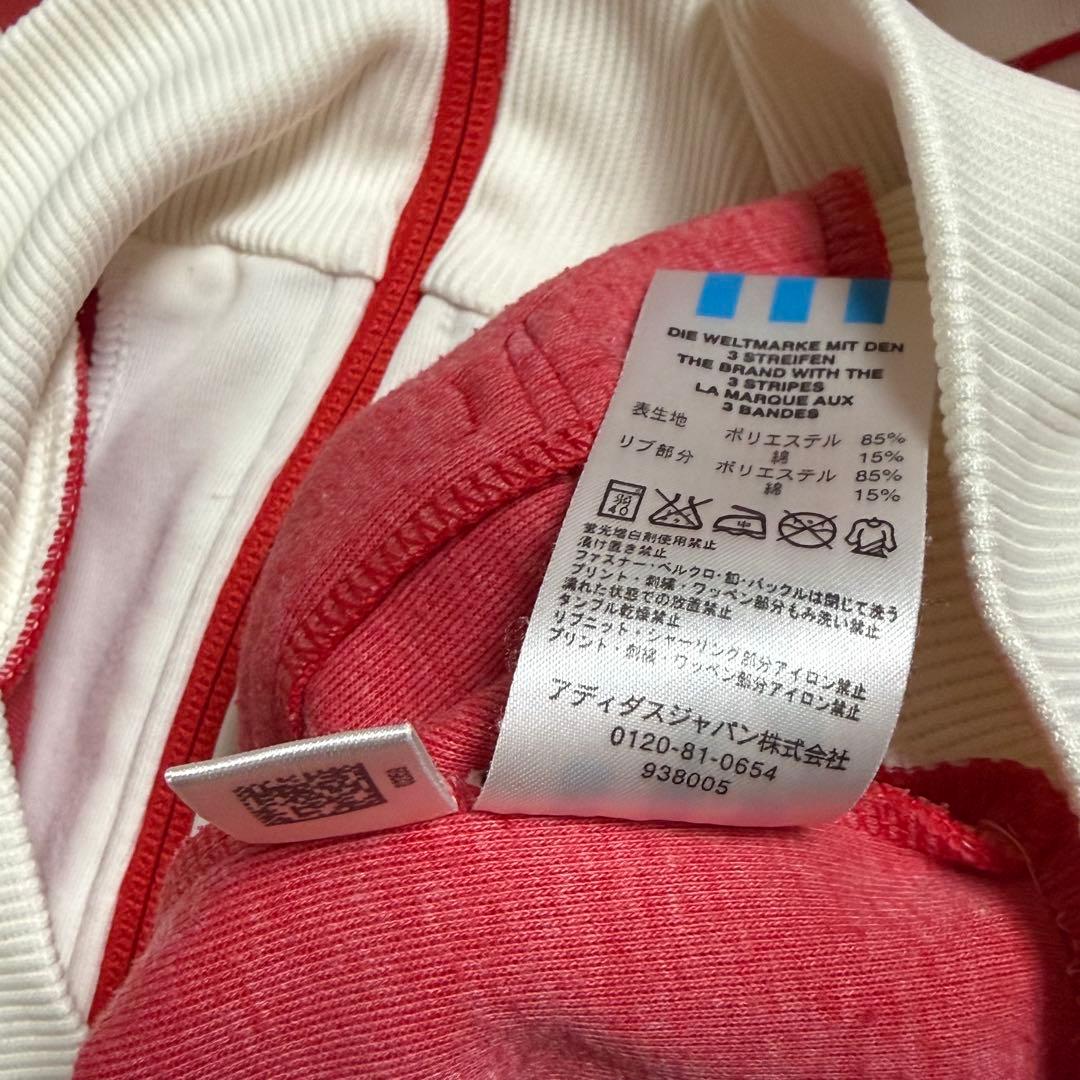 DIE WELTMARKE MIT DEN
3 STREIFEN
THE BRAND WITH THE
3 STRIPES
LA MARQUE AUX
3 BANDES
表生地 ポリエステル 85%
綿 15%
リブ部分 ポリエステル 85%
綿 15%
40 中
蛍光増白剤使用禁止
漬け置き禁止
ファスナー・ベルクロ・釦・バックルは閉じて洗う
プリント・刺繍・ワッペン部分もみ洗い禁止
濡れた状態での放置禁止
タンブル乾燥禁止
リブニット・シャーリング部分アイロン禁止
プリント・刺繍・ワッペン部分アイロン禁止
アディダスジャパン株式会社
0120-81-0654
938005